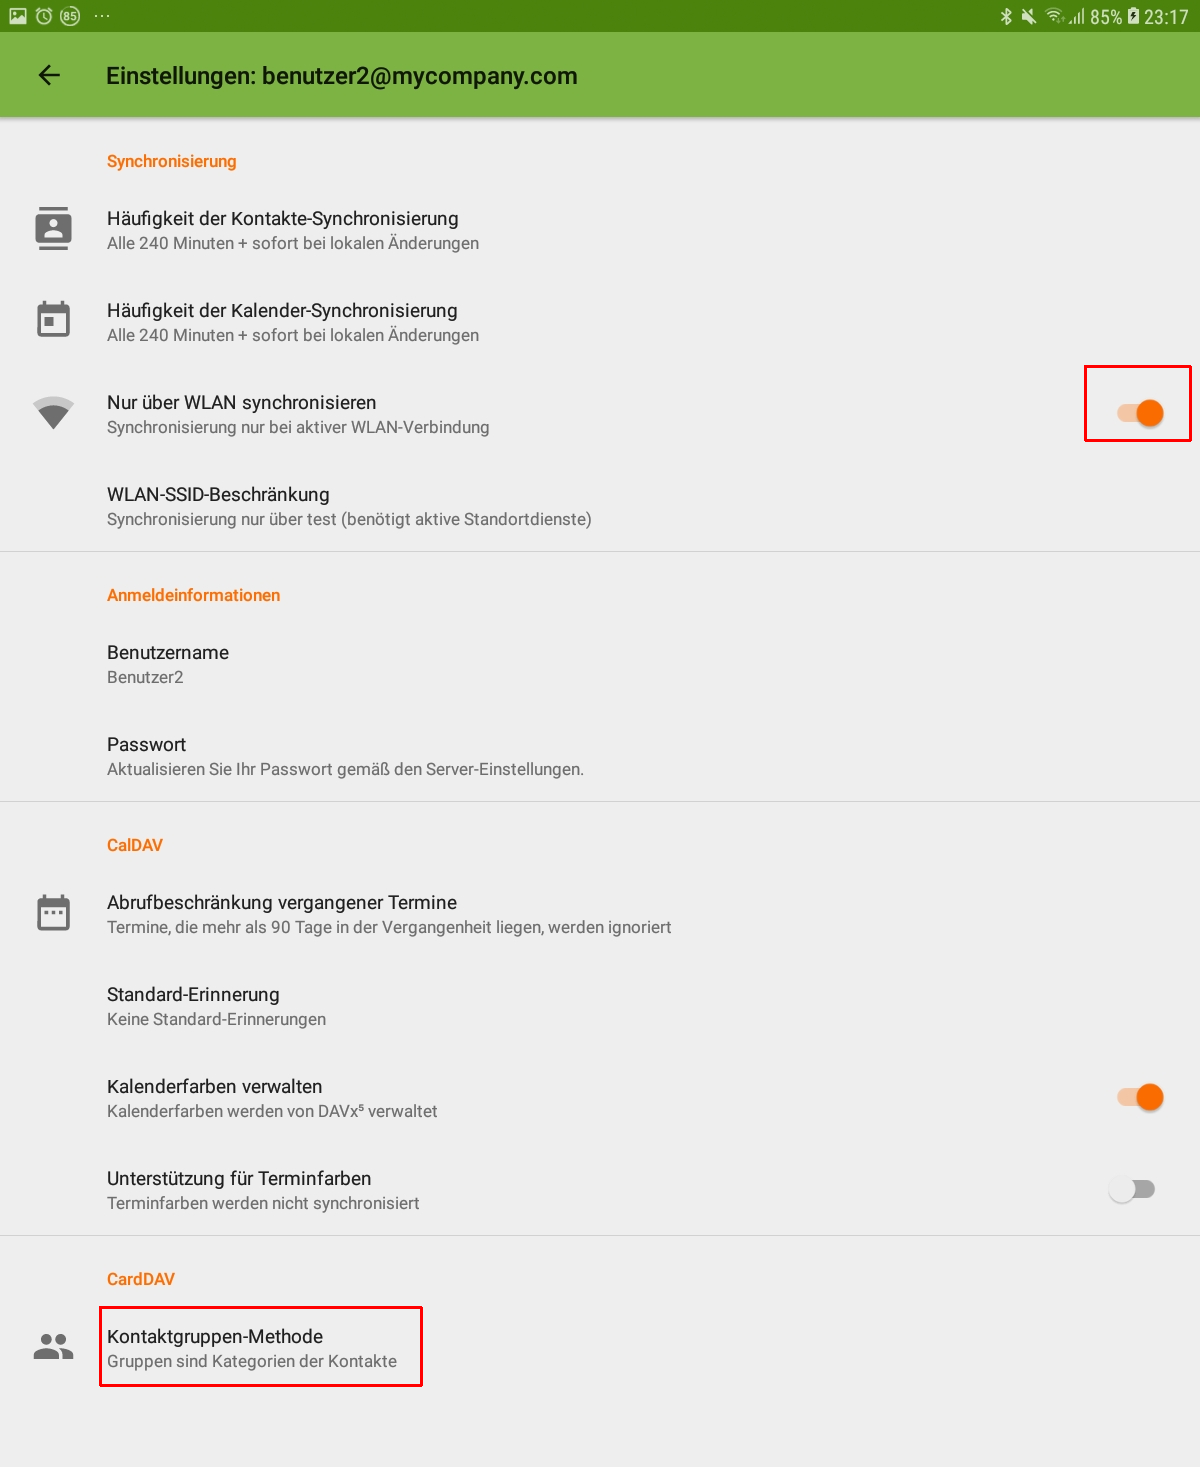 85 ... 85% 23:17
Einstellungen: benutzer2@mycompany.com
Synchronisierung
Häufigkeit der Kontakte-Synchronisierung
Alle 240 Minuten + sofort bei lokalen Änderungen
Häufigkeit der Kalender-Synchronisierung
Alle 240 Minuten + sofort bei lokalen Änderungen
Nur über WLAN synchronisieren
Synchronisierung nur bei aktiver WLAN-Verbindung
WLAN-SSID-Beschränkung
Synchronisierung nur über test (benötigt aktive Standortdienste)
Anmeldeinformationen
Benutzername
Benutzer2
Passwort
Aktualisieren Sie Ihr Passwort gemäß den Server-Einstellungen.
CalDAV
Abrufbeschränkung vergangener Termine
Termine, die mehr als 90 Tage in der Vergangenheit liegen, werden ignoriert
Standard-Erinnerung
Keine Standard-Erinnerungen
Kalenderfarben verwalten
Kalenderfarben werden von DAVx⁵ verwaltet
Unterstützung für Terminfarben
Terminfarben werden nicht synchronisiert
CardDAV
Kontaktgruppen-Methode
Gruppen sind Kategorien der Kontakte